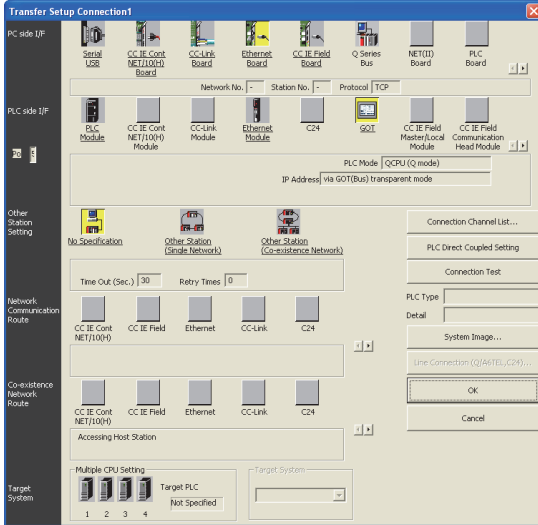 Transfer Setup Connection1
PC side I/F
Serial
USB
CC IE Cont
NET/10(H)
Board
CC-Link
Board
Ethernet
Board
CC IE Field
Board
Q Series
Bus
NET(II)
Board
PLC
Board
Network No. -
Station No. -
Protocol TCP
PLC side I/F
PLC
Module
CC IE Cont
NET/10(H)
Module
CC-Link
Module
Ethernet
Module
C24
GOT
CC IE Field
Master/Local
Module
CC IE Field
Communication
Head Module
PLC Mode QCPU (Q mode)
IP Address via GOT(Bus) transparent mode
Other
Station
Setting
No Specification
Other Station
(Single Network)
Other Station
(Co-existence Network)
Time Out (Sec.) 30
Retry Times 0
Connection Channel List...
PLC Direct Coupled Setting
Connection Test
PLC Type
Detail
System Image...
Line Connection (Q/A6TEL,C24)...
OK
Cancel
Network
Communication
Route
CC IE Cont
NET/10(H)
CC IE Field
Ethernet
CC-Link
C24
Co-existence
Network
Route
CC IE Cont
NET/10(H)
CC IE Field
Ethernet
CC-Link
C24
Accessing Host Station
Target
System
Multiple CPU Setting
1 2 3 4
Target PLC
Not Specified
Target System